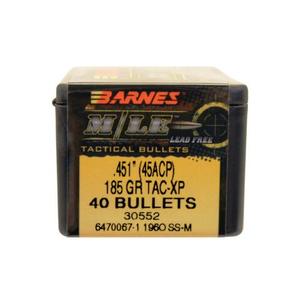 BARNES
M/LE
LEAD FREE
TACTICAL BULLETS
.451" (45ACP)
185 GR TAC-XP
40 BULLETS
30552
6470067-1 1960 SS-M